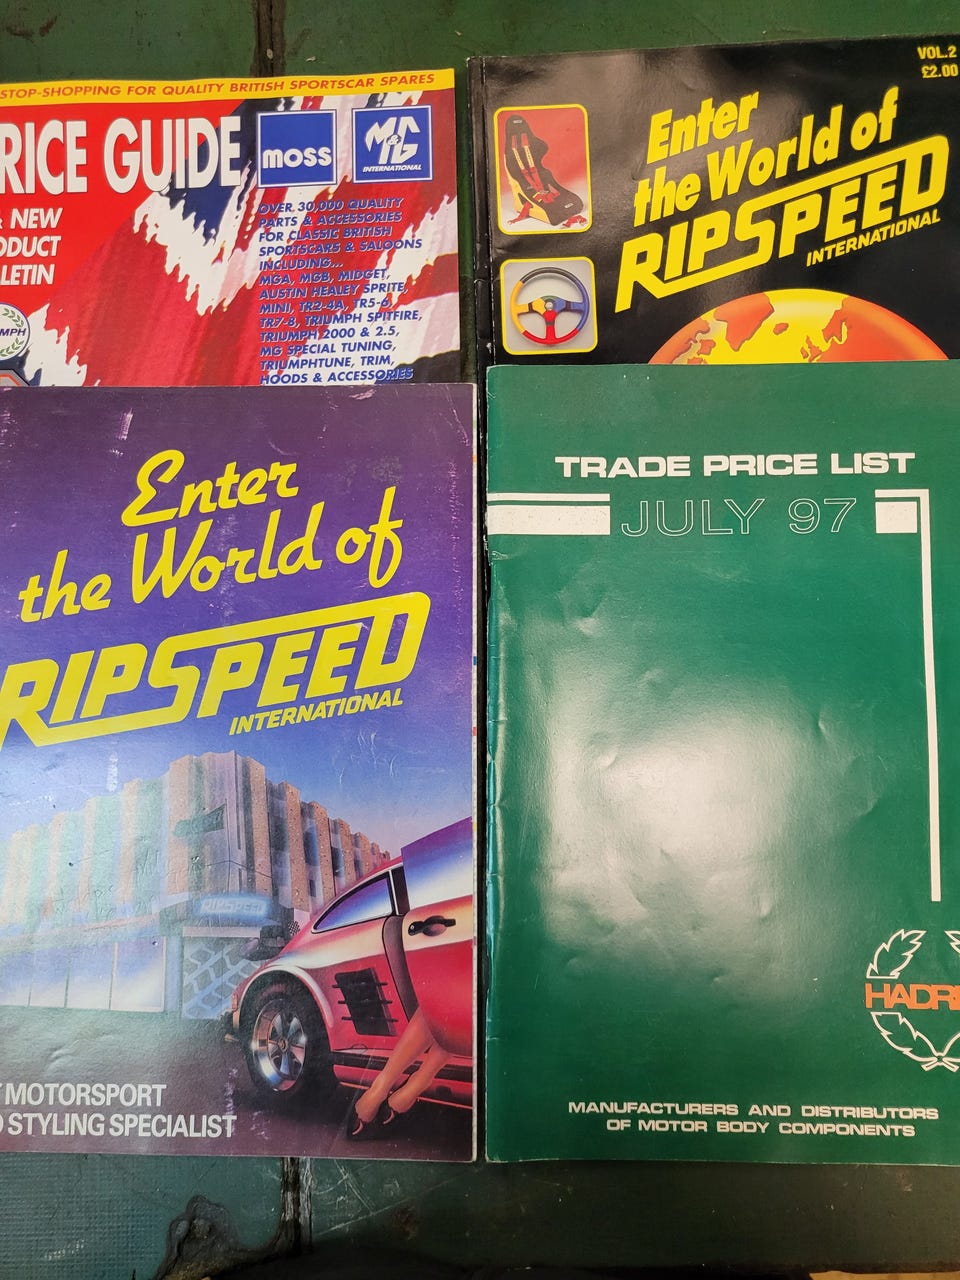 STOP-SHOPPING FOR QUALITY BRITISH SPORTSCAR SPARES
RICE GUIDE
moss
M&G
INTERNATIONAL
& NEW
ODUCT
LLETIN
MPH
OVER 30,000 QUALITY
PARTS & ACCESSORIES
FOR CLASSIC BRITISH
SPORTSCARS & SALOONS
INCLUDING...
MGA, MGB, MIDGET,
AUSTIN HEALEY SPRITE,
MINI, TR2-4A, TR5-6,
TR7-8, TRIUMPH SPITFIRE,
TRIUMPH 2000 & 2.5,
MG SPECIAL TUNING,
TRIUMPHTUNE, TRIM,
HOODS & ACCESSORIES
VOL.2
£2.00
Enter
the World of
RIPSPEED
INTERNATIONAL
Enter
the World of
RIPSPEED
INTERNATIONAL
RIPSPEED
T MOTORSPORT
D STYLING SPECIALIST
TRADE PRICE LIST
JULY 97
HADRI
MANUFACTURERS AND DISTRIBUTORS
OF MOTOR BODY COMPONENTS